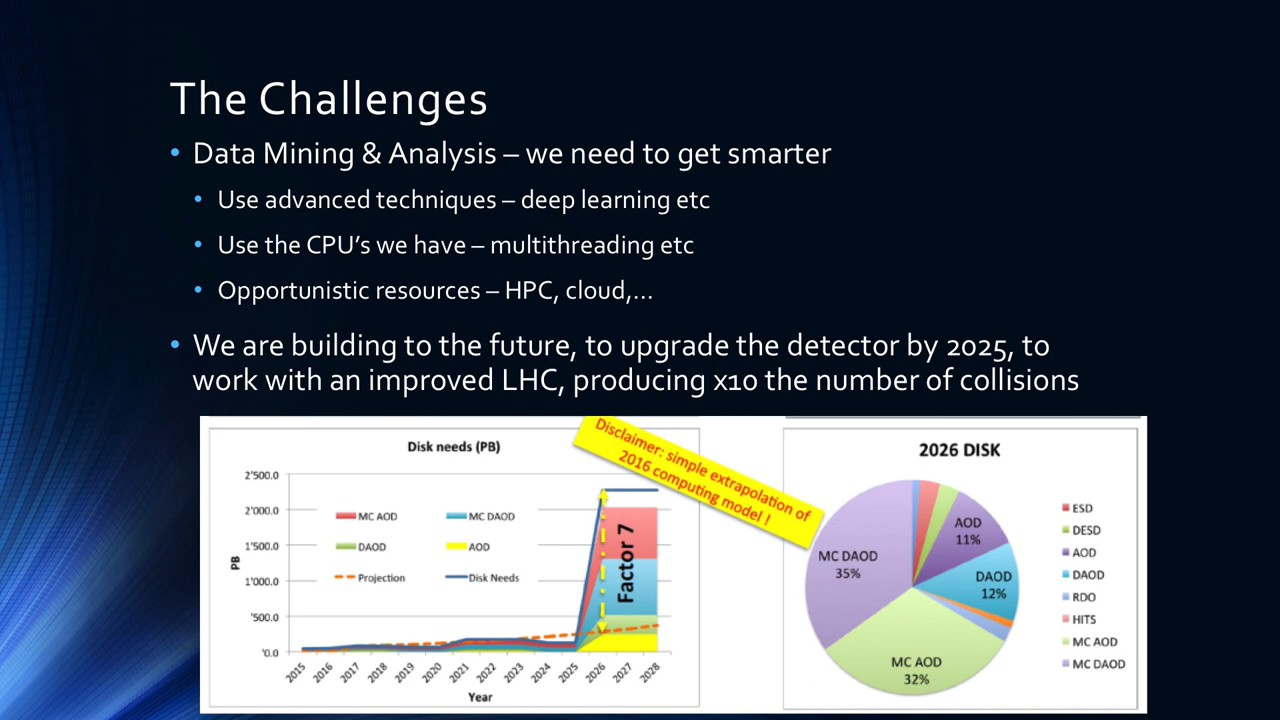 The Challenges
• Data Mining & Analysis – we need to get smarter
• Use advanced techniques – deep learning etc
• Use the CPU’s we have – multithreading etc
• Opportunistic resources – HPC, cloud,…
• We are building to the future, to upgrade the detector by 2025, to
work with an improved LHC, producing x10 the number of collisions
Disk needs (PB)
2'500.0
2'000.0
1'500.0
1'000.0
'500.0
'0.0
PB
MC AOD
MC DAOD
DAOD
AOD
Projection
Disk Needs
Factor 7
2015
2016
2017
2018
2019
2020
2021
2022
2023
2024
2025
2026
2027
2028
Year
Disclaimer: simple extrapolation of
2016 computing model !
2026 DISK
AOD
11%
DAOD
12%
MC AOD
32%
MC DAOD
35%
ESD
DESD
AOD
DAOD
RDO
HITS
MC AOD
MC DAOD